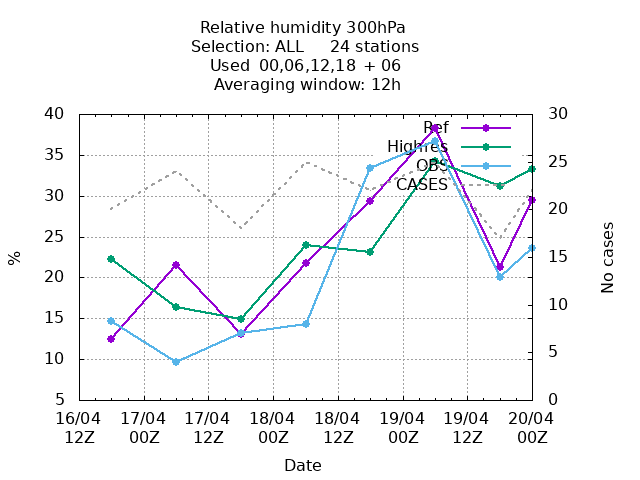 Relative humidity 300hPa
Selection: ALL     24 stations
Used 00,06,12,18 + 06
Averaging window: 12h
40
35
30
25
20
15
10
5
%
30
25
20
15
10
5
0
No cases
Ref
Highres
OBS
CASES
16/04 17/04 17/04 18/04 18/04 19/04 19/04 20/04
12Z 00Z 12Z 00Z 12Z 00Z 12Z 00Z
Date